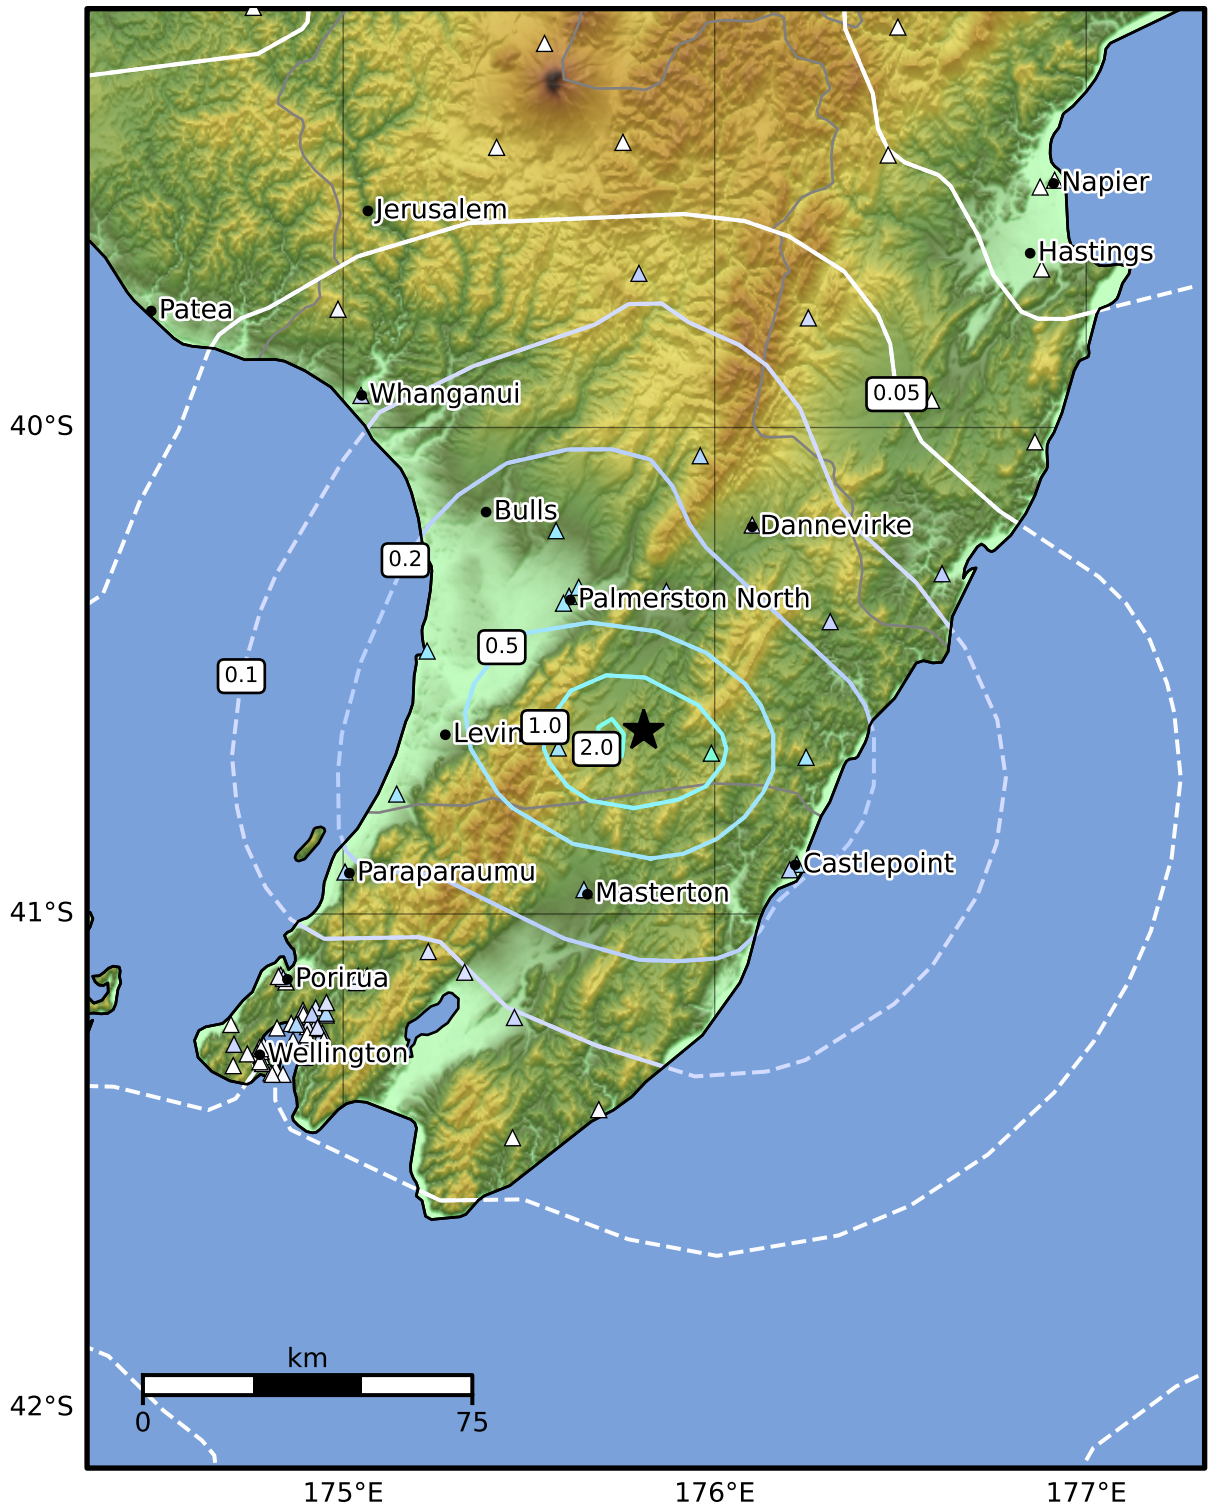 Napier
Jerusalem
Hastings
Patea
Whanganui
0.05
40°S
Bulls
Dannevirke
0.2
Palmerston North
0.5
0.1
1.0
Levin
2.0
Castlepoint
Paraparaumu
Masterton
41°S
Porirua
Wellington
km
0
75
42°S
175°E
176°E
177°E